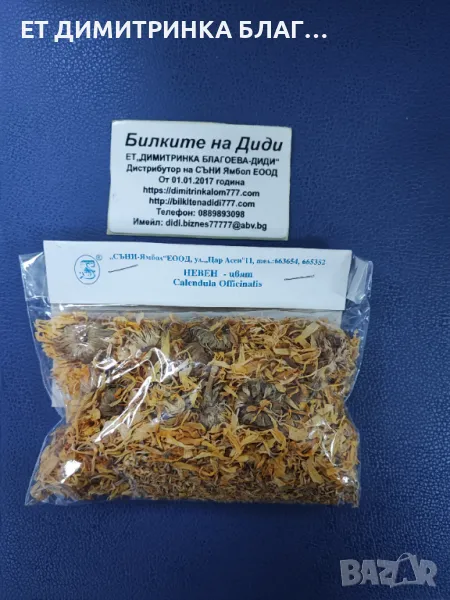 ЕТ ДИМИТРИНКА БЛАГ...
Билките на Диди
ЕТ„ДИМИТРИНКА БЛАГОЕВА-ДИДИ“
Дистрибутор на СЪНИ Ямбол ЕООД
От 01.01.2017 година
https://dimitrinkalom777.com
http://bilkitenadidi777.com
Телефон: 0889893098
Имейл: didi.biznes77777@abv.bg
„СЪНИ-Ямбол“ЕООД, ул.„Цар Асен“11, тел.:663654, 665352
НЕВЕН - цвят
Calendula Officinalis
BAZAR